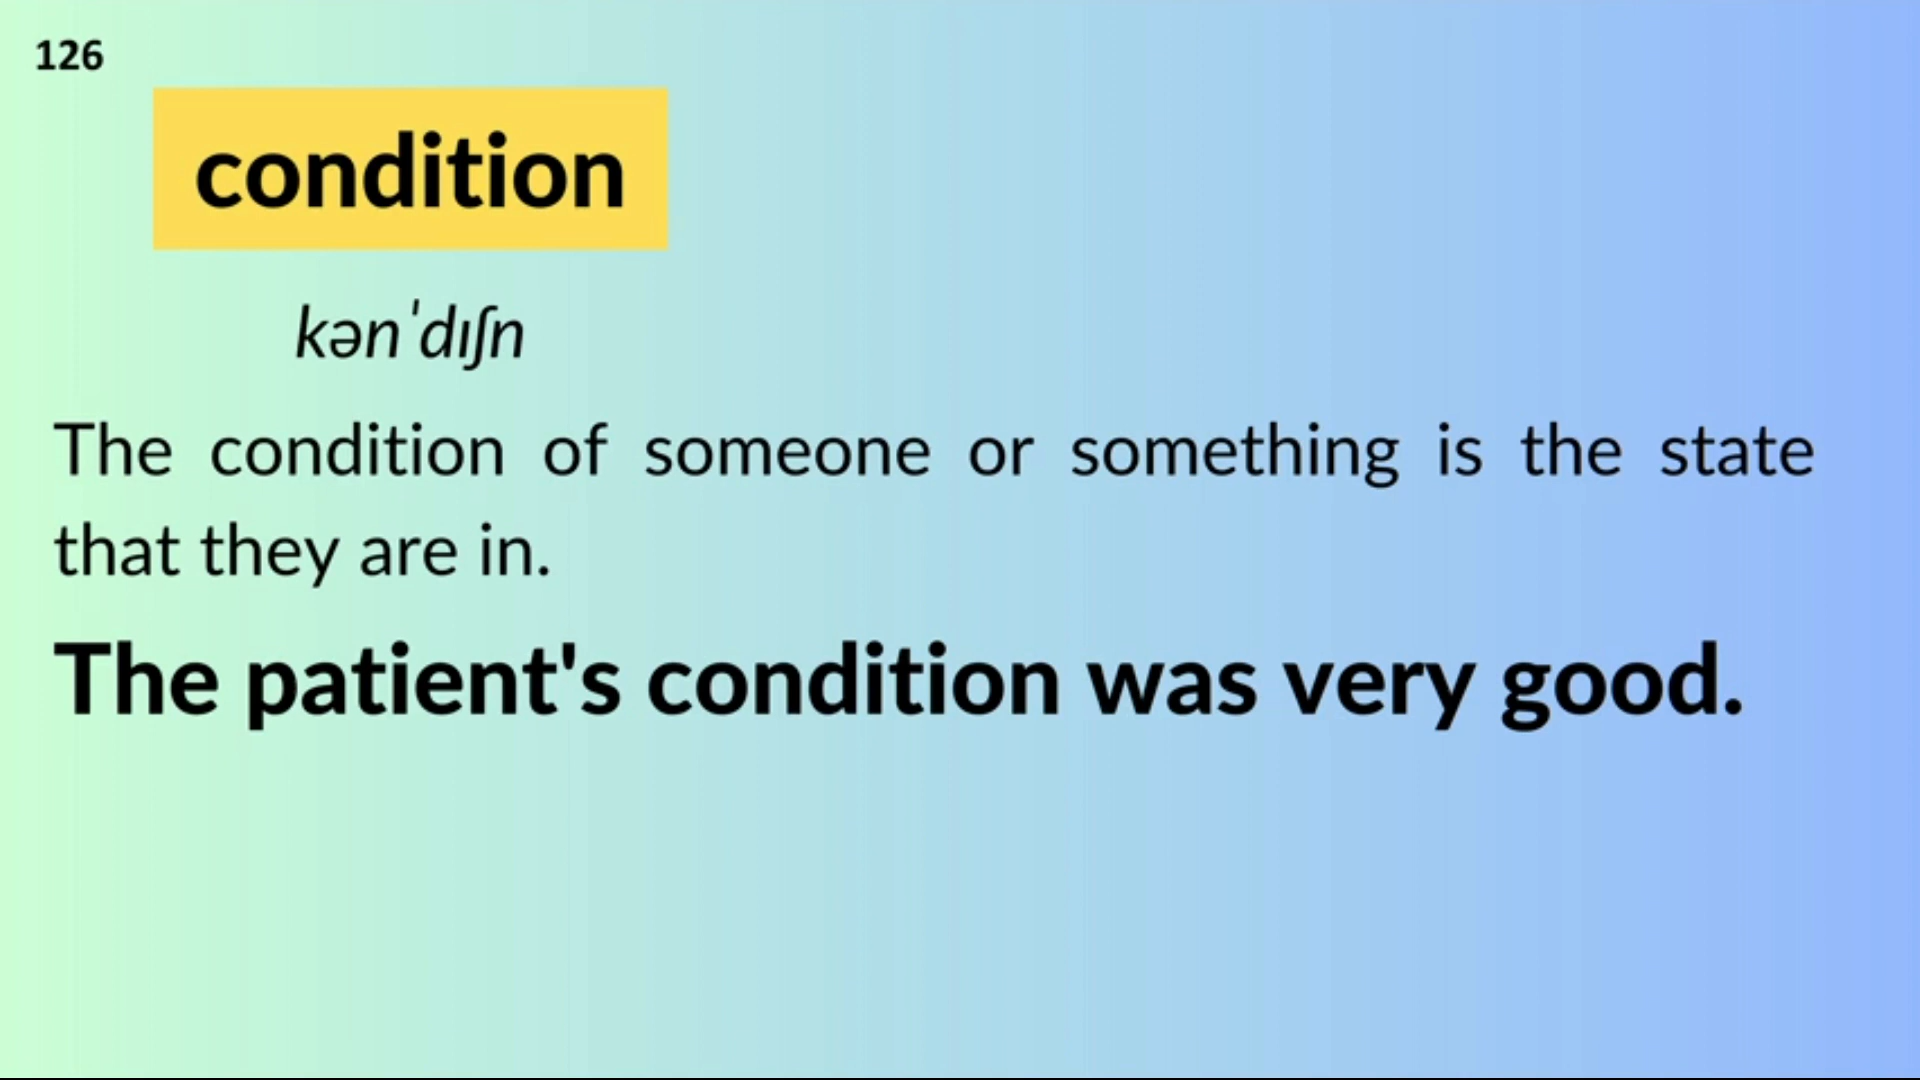 126
condition
kənˈdɪʃn
The condition of someone or something is the state
that they are in.
The patient's condition was very good.